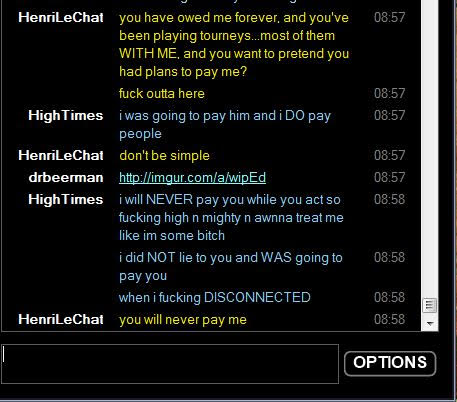 HenriLeChat you have owed me forever, and you've 08:57
been playing tourneys...most of them
WITH ME, and you want to pretend you
had plans to pay me?
fuck outta here 08:57
HighTimes i was going to pay him and i DO pay 08:57
people
HenriLeChat don't be simple 08:57
drbeerman http://imgur.com/a/wipEd 08:57
HighTimes i will NEVER pay you while you act so 08:58
fucking high n mighty n awnna treat me
like im some bitch
i did NOT lie to you and WAS going to 08:58
pay you
when i fucking DISCONNECTED 08:58
HenriLeChat you will never pay me 08:58
OPTIONS